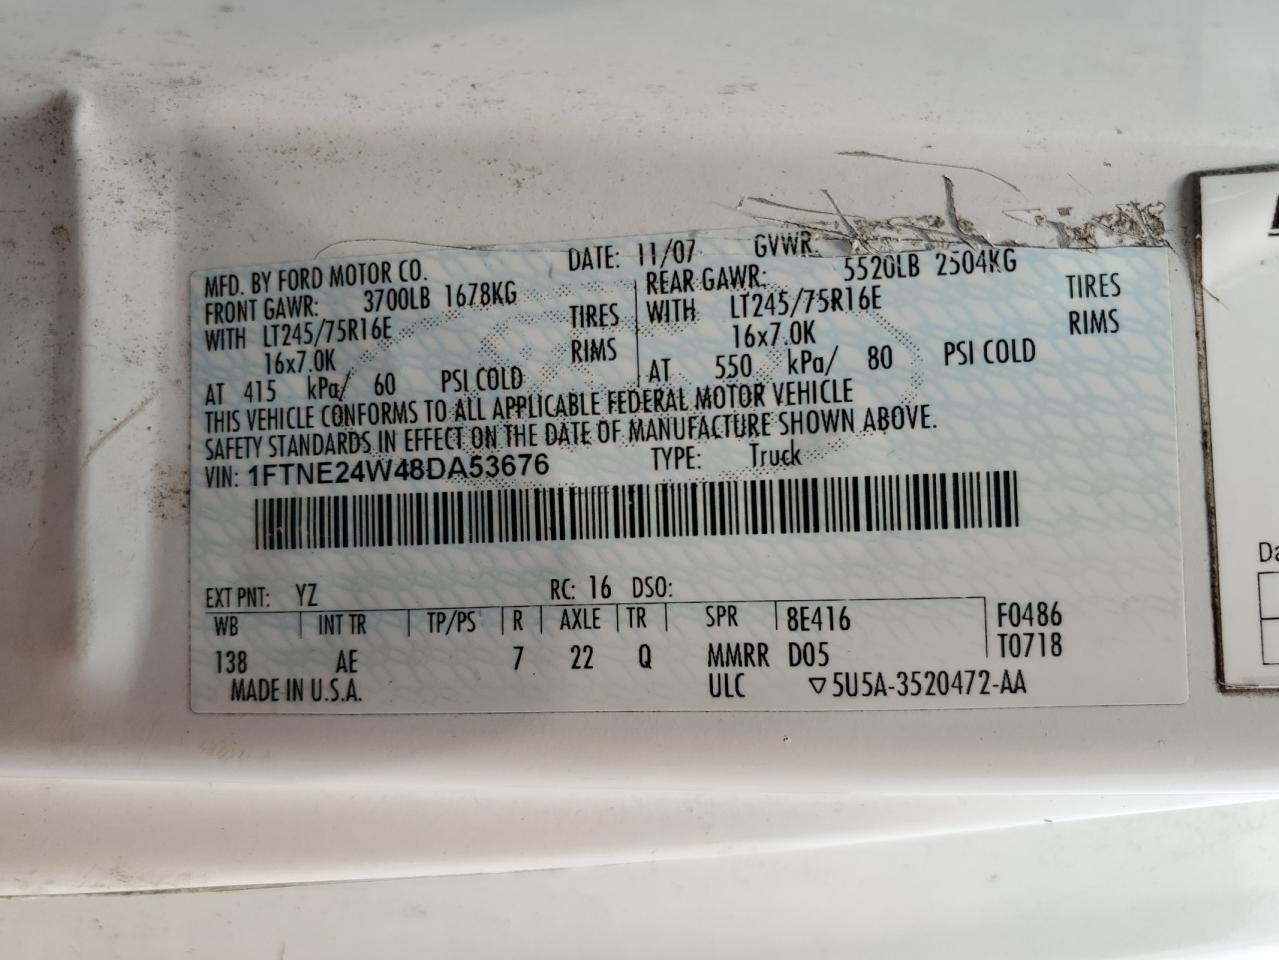 MFD. BY FORD MOTOR CO. DATE: 11/07 GVWR:
FRONT GAWR: 3700LB 1678KG REAR GAWR: 5520LB 2504KG
WITH LT245/75R16E TIRES WITH LT245/75R16E TIRES
16x7.0K RIMS 16x7.0K RIMS
AT 415 kPa/ 60 PSI COLD AT 550 kPa/ 80 PSI COLD
THIS VEHICLE CONFORMS TO ALL APPLICABLE FEDERAL MOTOR VEHICLE
SAFETY STANDARDS IN EFFECT ON THE DATE OF MANUFACTURE SHOWN ABOVE.
VIN: 1FTNE24W48DA53676 TYPE: Truck
EXT PNT: YZ RC: 16 DSO:
WB INT TR TP/PS R AXLE TR SPR 8E416 F0486
138 AE 7 22 Q MMRR D05 T0718
MADE IN U.S.A. ULC ▽5U5A-3520472-AA